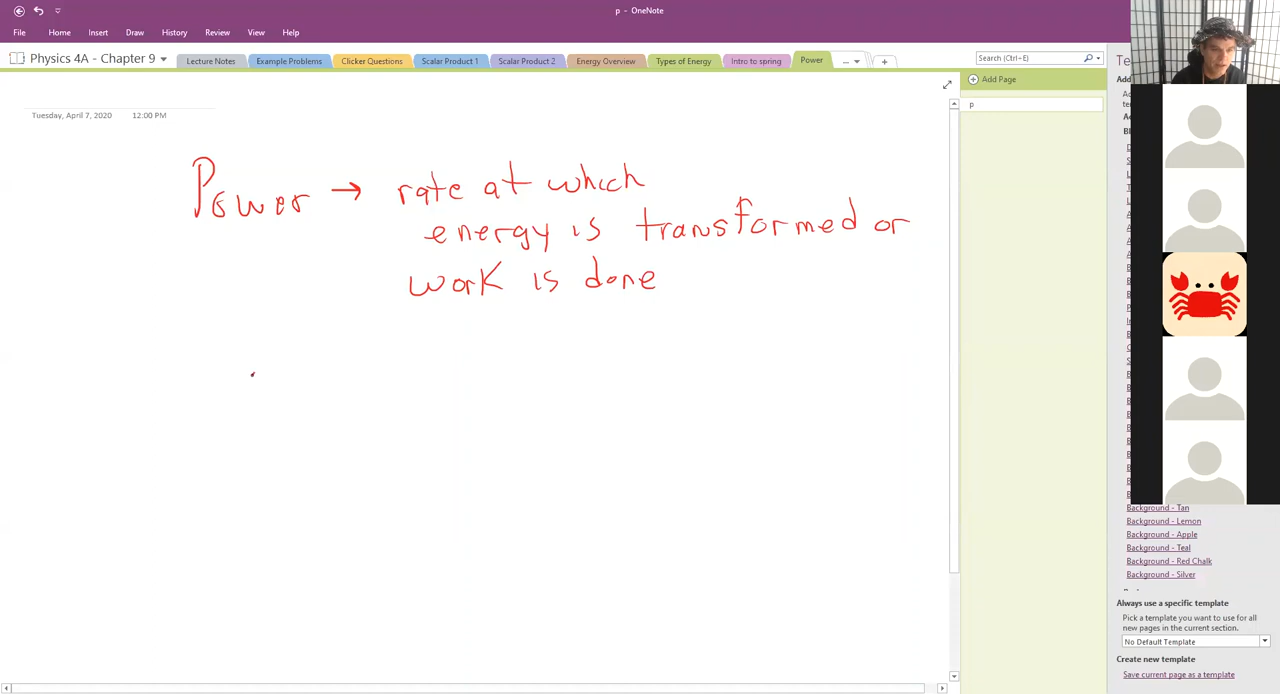 p - OneNote
File Home Insert Draw History Review View Help
Physics 4A - Chapter 9 Lecture Notes Example Problems Clicker Questions Scalar Product 1 Scalar Product 2 Energy Overview Types of Energy Intro to spring Power ... + Search (Ctrl+E)
Add Page
p
Tuesday, April 7, 2020 12:00 PM
Power → rate at which
energy is transformed or
work is done
Background - Tan
Background - Lemon
Background - Apple
Background - Teal
Background - Red Chalk
Background - Silver
Always use a specific template
Pick a template you want to use for all
new pages in the current section.
No Default Template
Create new template
Save current page as a template